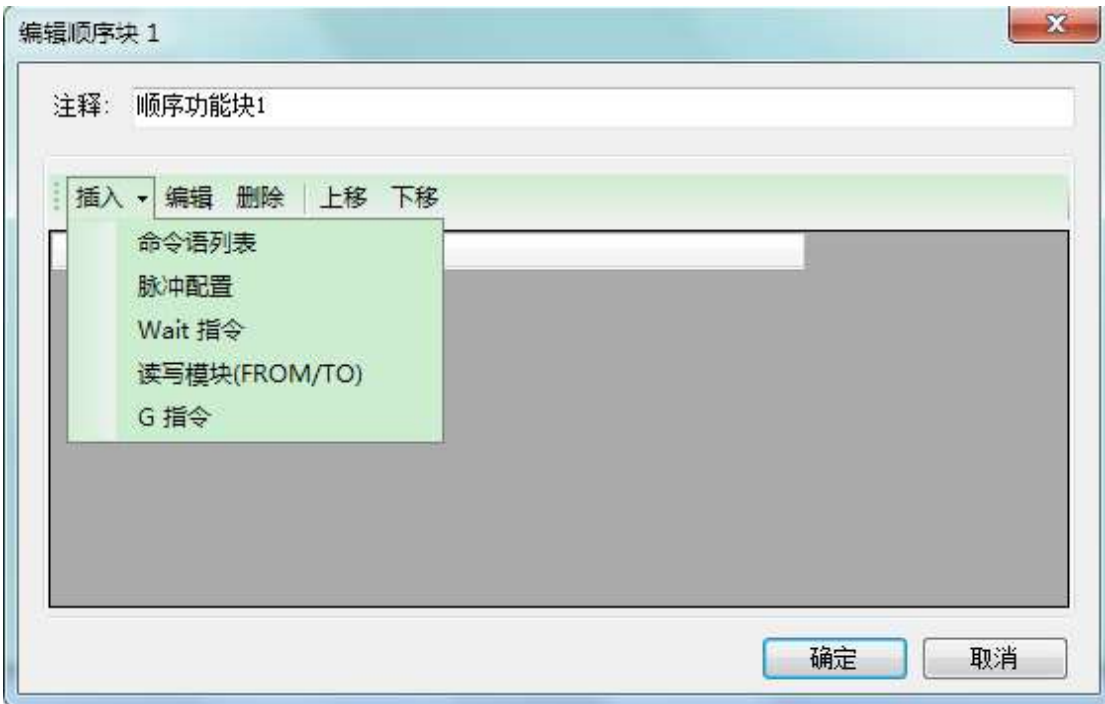 编辑顺序块 1
注释: 顺序功能块1
插入 编辑 删除 上移 下移
命令语列表
脉冲配置
Wait 指令
读写模块(FROM/TO)
G 指令
确定 取消